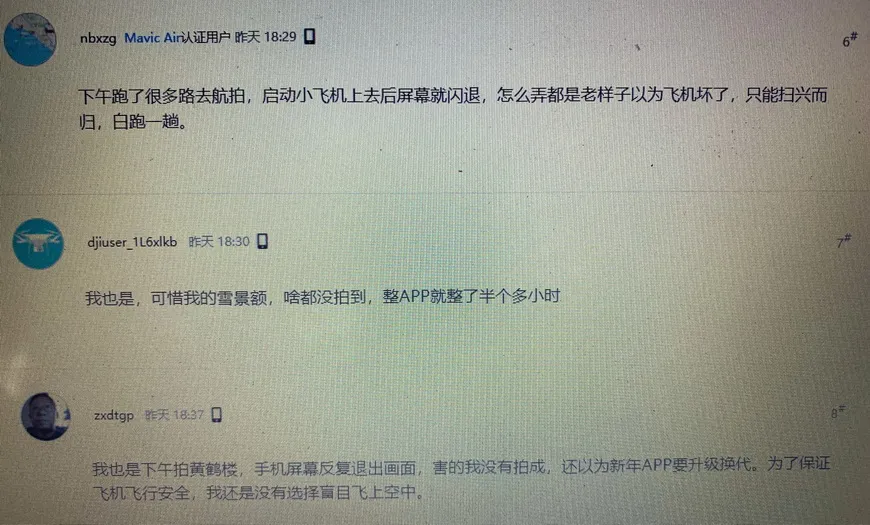 nbxzg Mavic Air认证用户 昨天 18:29
6#
下午跑了很多路去航拍，启动小飞机上去后屏幕就闪退，怎么弄都是老样子以为飞机坏了，只能扫兴而
归，白跑一趟。
djiuser_1L6xlkb 昨天 18:30
7#
我也是，可惜我的雪景额，啥都没拍到，整APP就整了半个多小时
zxdtgp 昨天 18:37
8#
我也是下午拍黄鹤楼，手机屏幕反复退出画面，害的我没有拍成，还以为新年APP要升级换代。为了保证
飞机飞行安全，我还是没有选择盲目飞上空中。